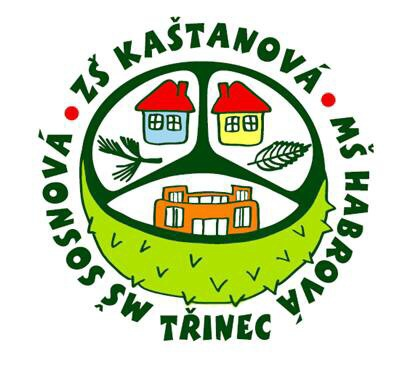 ZŠ KAŠTANOVÁ
MŠ HABROVÁ
TŘINEC
MŠ SOSNOVÁ